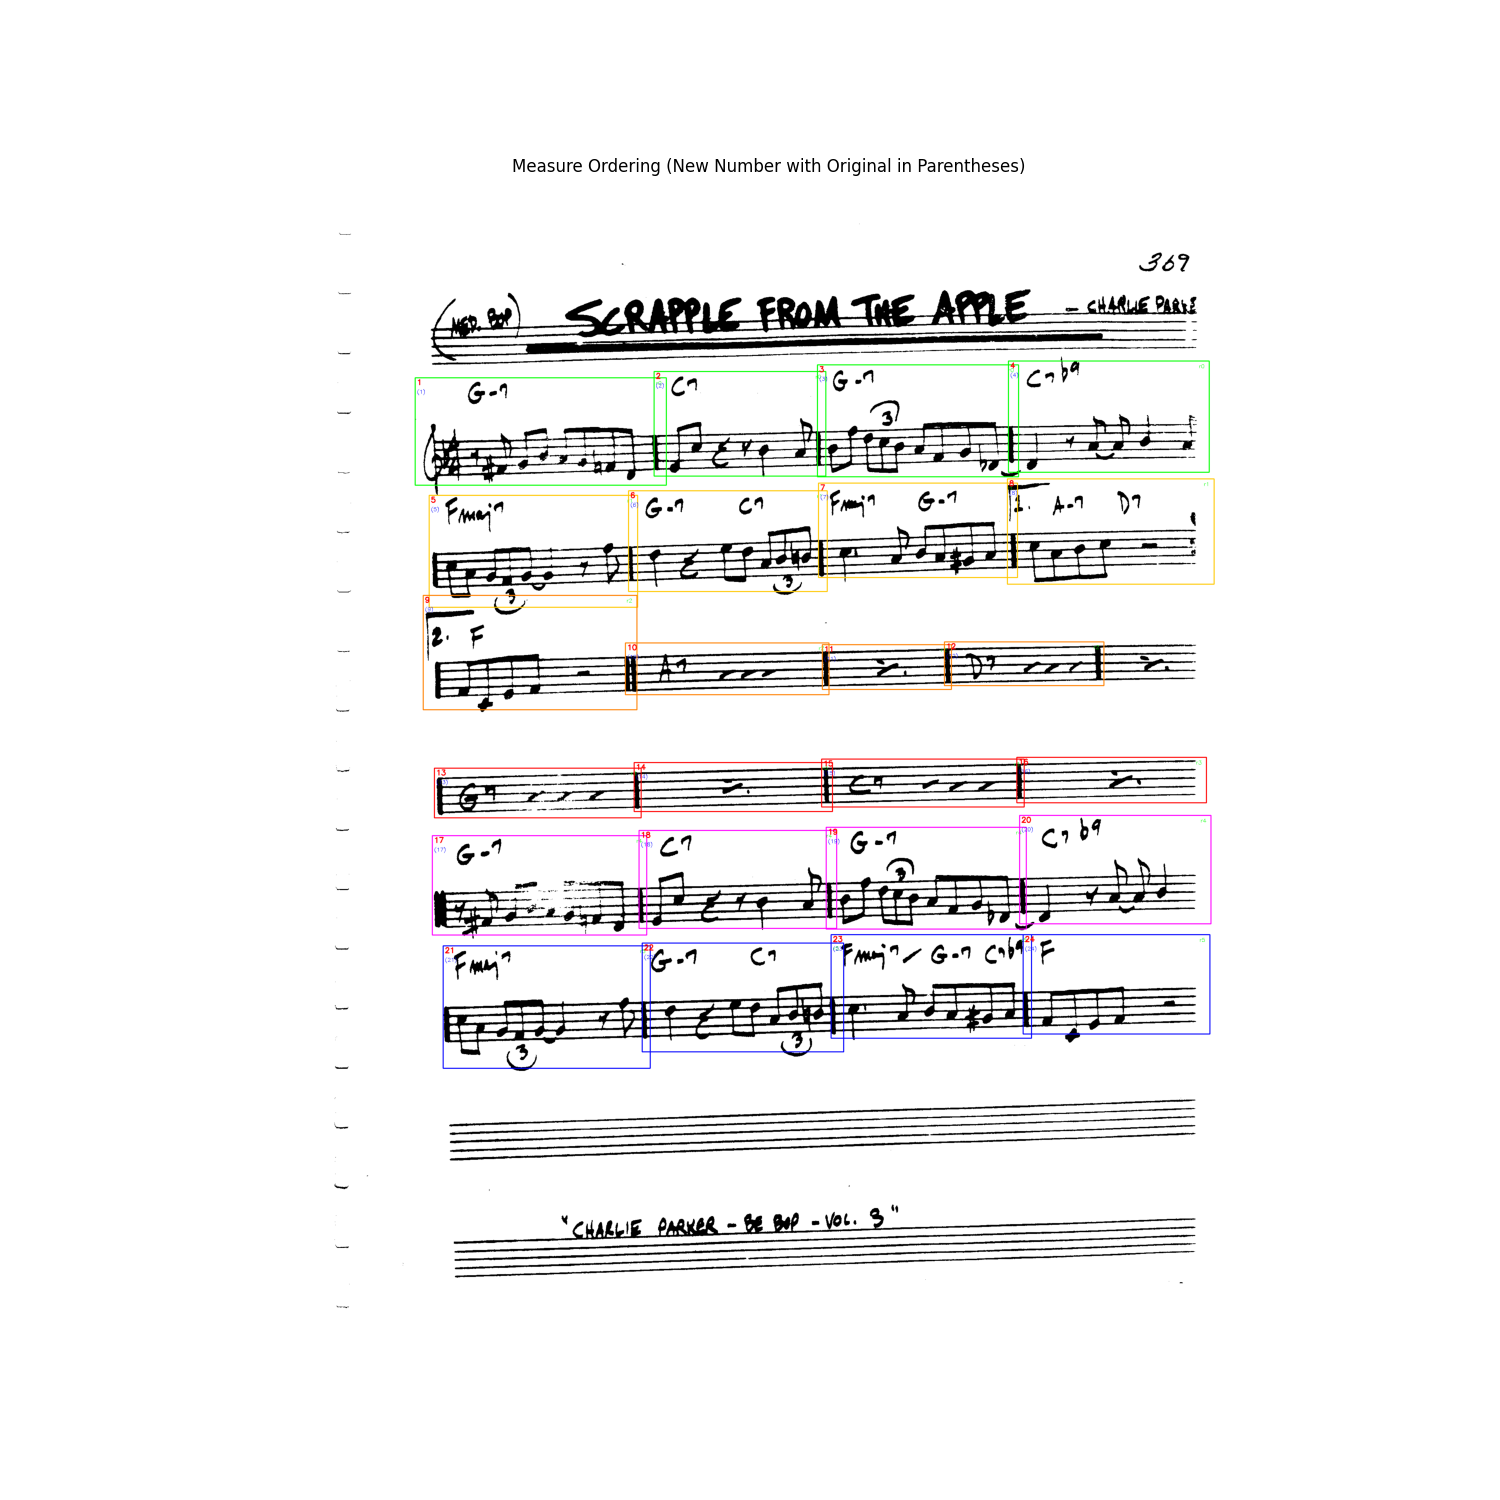 Measure Ordering (New Number with Original in Parentheses)
369
(MED. BOP) SCRAPPLE FROM THE APPLE – CHARLIE PARKE
1 2 3 4
(1) (2) (3) (4)
G-7 C7 G-7 C7b9
3
5 6 7 8
(5) (6) (7) (8)
Fmaj7 G-7 C7 Fmaj7 G-7 1. A-7 D7
3 3
9
2. F
10 11 12
A7 D7
13 14 15 16
G7 C7
17 18 19 20
(17) (18) (19) (20)
G-7 C7 G-7 C7 b9
3
21 22 23 24
Fmaj7 G-7 C7 Fmaj7 / G-7 C7b9 F
3 3
"CHARLIE PARKER – BE BOP – VOL. 3"